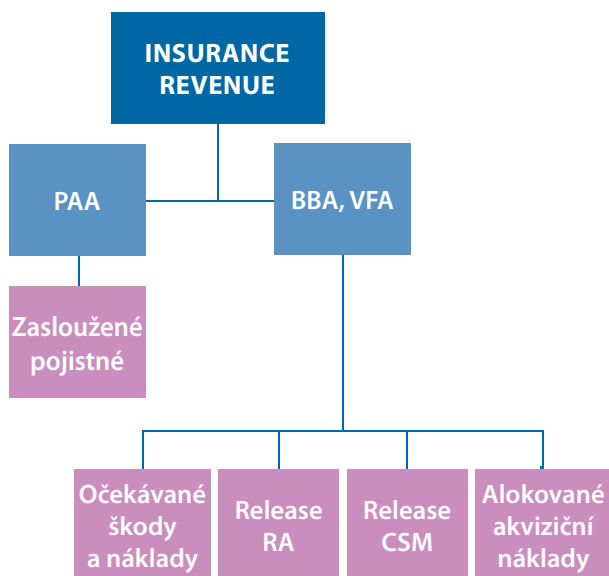 INSURANCE
REVENUE
PAA
BBA, VFA
Zasloužené
pojistné
Očekávané
škody
a náklady
Release
RA
Release
CSM
Alokované
akviziční
náklady